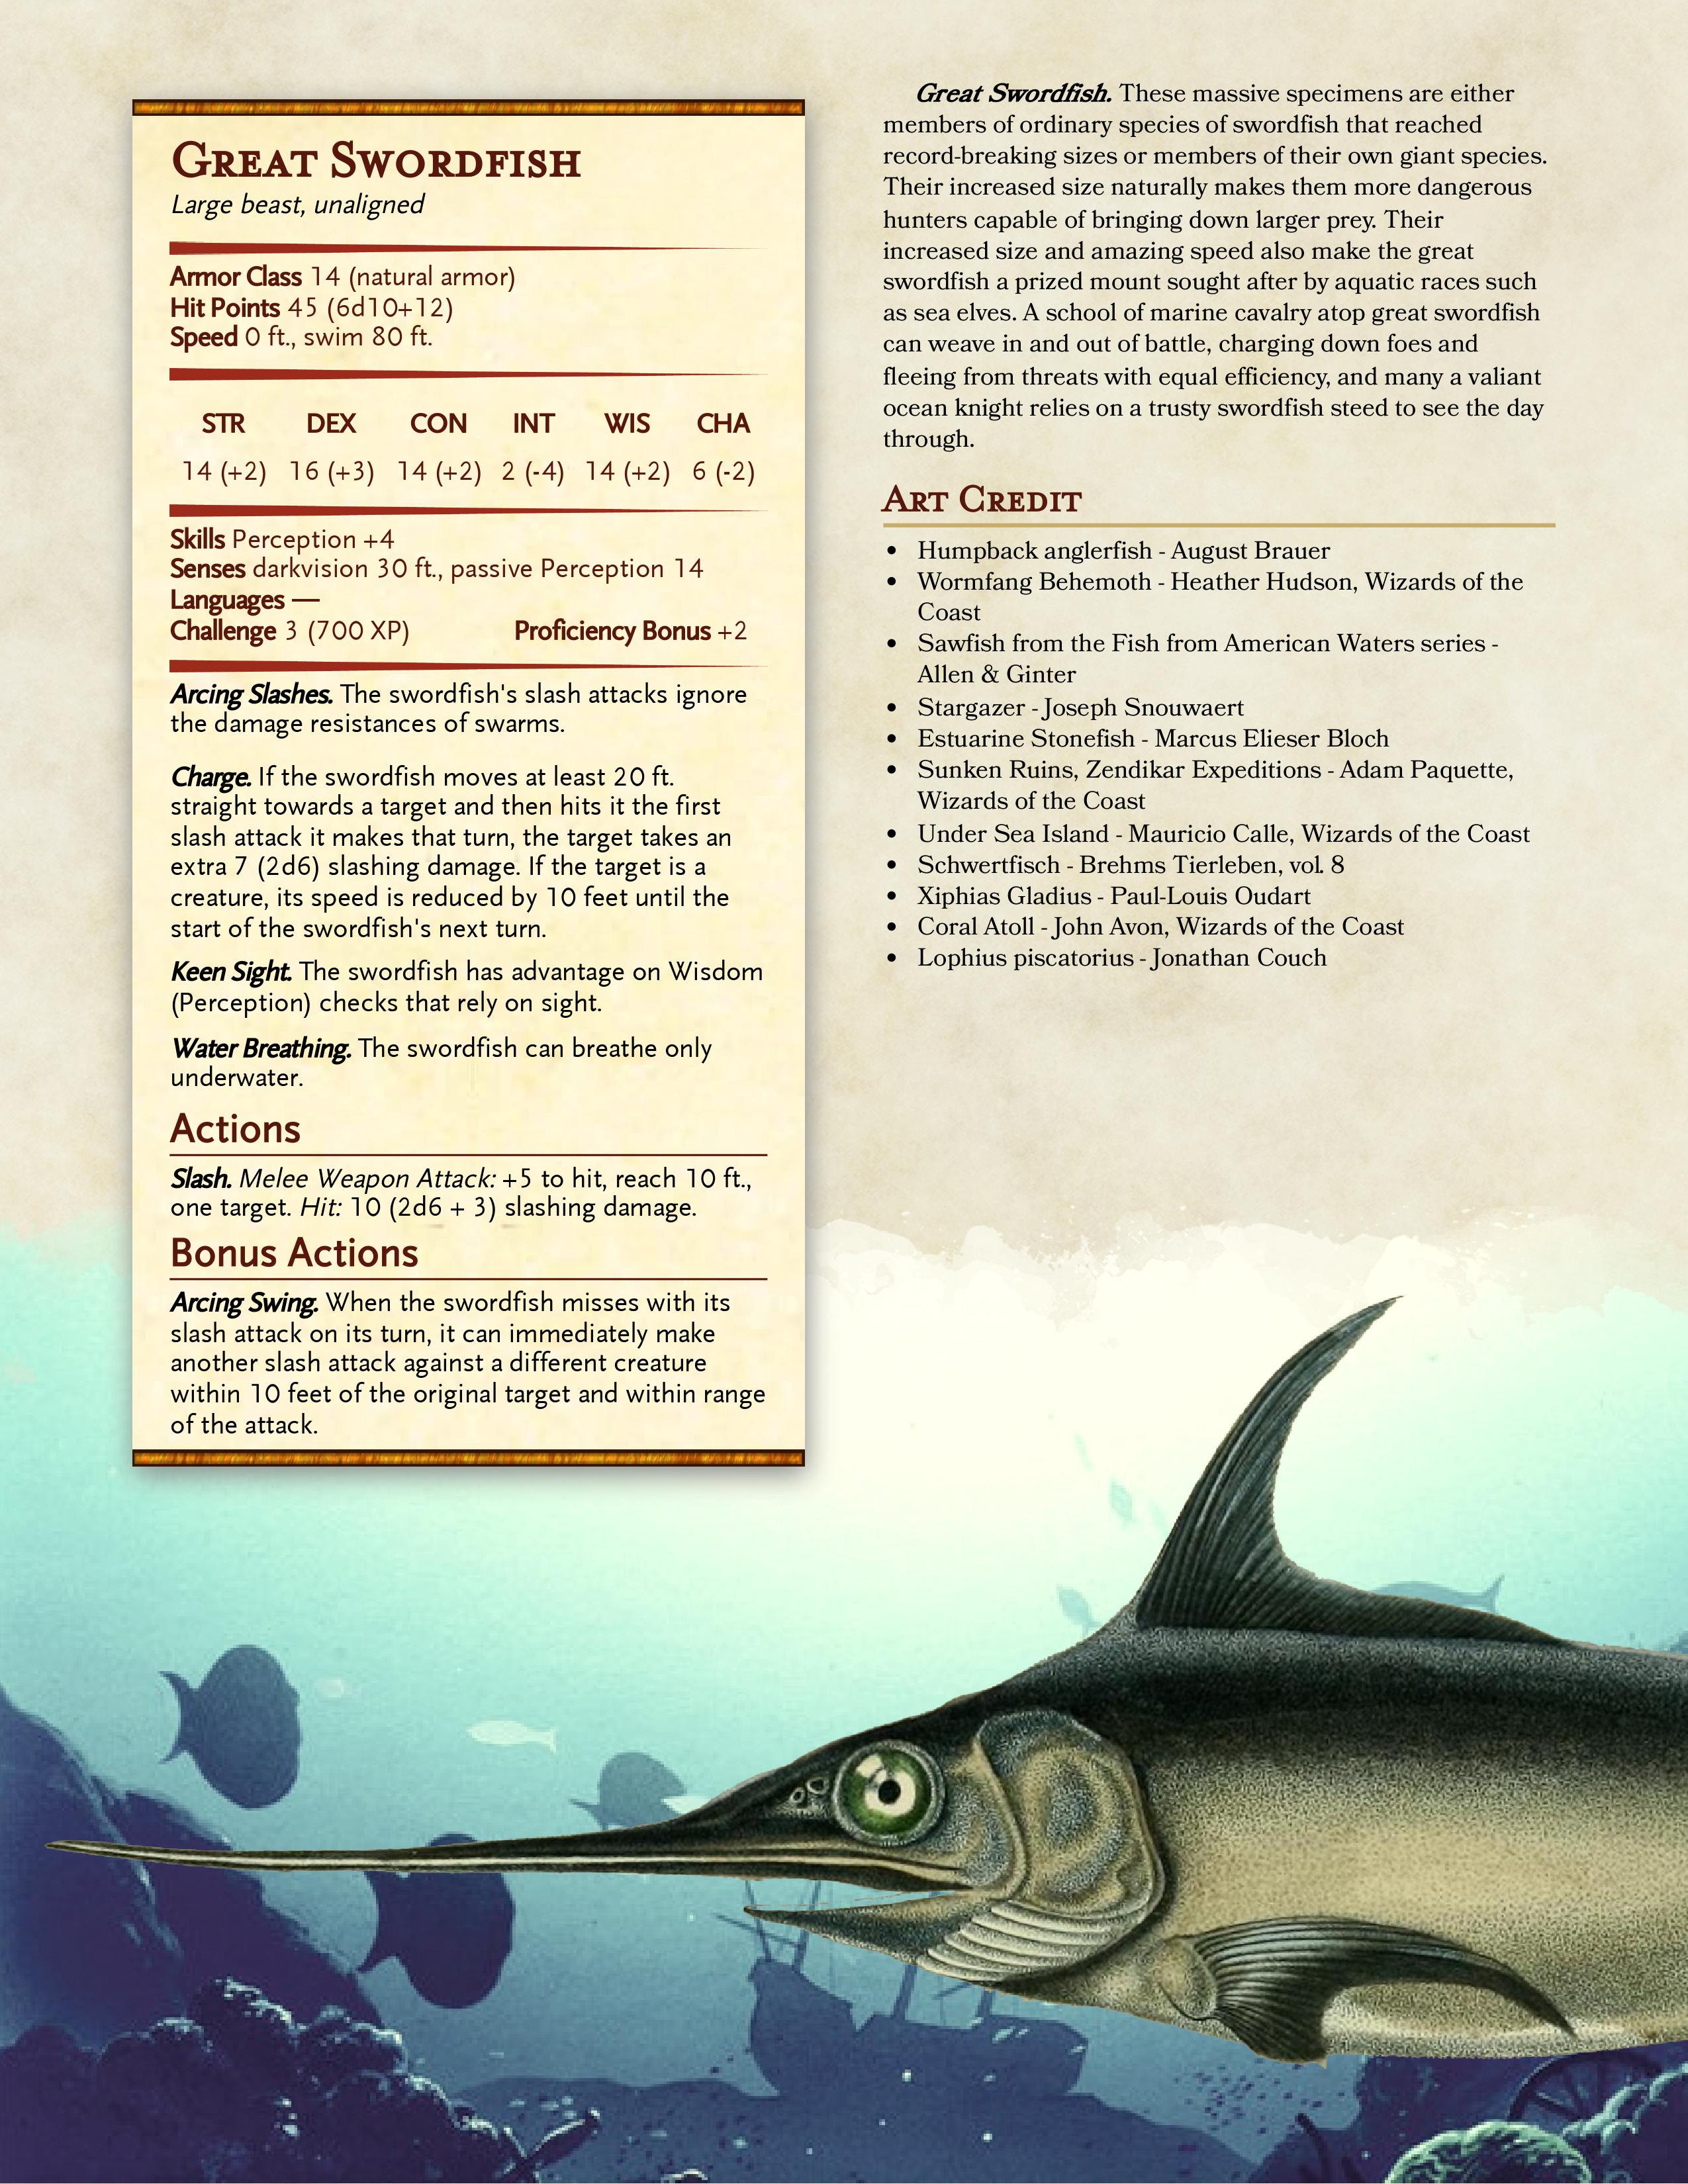 Great Swordfish
Large beast, unaligned
Armor Class 14 (natural armor)
Hit Points 45 (6d10+12)
Speed 0 ft., swim 80 ft.
STR DEX CON INT WIS CHA
14 (+2) 16 (+3) 14 (+2) 2 (-4) 14 (+2) 6 (-2)
Skills Perception +4
Senses darkvision 30 ft., passive Perception 14
Languages —
Challenge 3 (700 XP) Proficiency Bonus +2
Arcing Slashes. The swordfish's slash attacks ignore
the damage resistances of swarms.
Charge. If the swordfish moves at least 20 ft.
straight towards a target and then hits it the first
slash attack it makes that turn, the target takes an
extra 7 (2d6) slashing damage. If the target is a
creature, its speed is reduced by 10 feet until the
start of the swordfish's next turn.
Keen Sight. The swordfish has advantage on Wisdom
(Perception) checks that rely on sight.
Water Breathing. The swordfish can breathe only
underwater.
Actions
Slash. Melee Weapon Attack: +5 to hit, reach 10 ft.,
one target. Hit: 10 (2d6 + 3) slashing damage.
Bonus Actions
Arcing Swing. When the swordfish misses with its
slash attack on its turn, it can immediately make
another slash attack against a different creature
within 10 feet of the original target and within range
of the attack.
Great Swordfish. These massive specimens are either
members of ordinary species of swordfish that reached
record-breaking sizes or members of their own giant species.
Their increased size naturally makes them more dangerous
hunters capable of bringing down larger prey. Their
increased size and amazing speed also make the great
swordfish a prized mount sought after by aquatic races such
as sea elves. A school of marine cavalry atop great swordfish
can weave in and out of battle, charging down foes and
fleeing from threats with equal efficiency, and many a valiant
ocean knight relies on a trusty swordfish steed to see the day
through.
Art Credit
• Humpback anglerfish - August Brauer
• Wormfang Behemoth - Heather Hudson, Wizards of the
Coast
• Sawfish from the Fish from American Waters series -
Allen & Ginter
• Stargazer - Joseph Snouwaert
• Estuarine Stonefish - Marcus Elieser Bloch
• Sunken Ruins, Zendikar Expeditions - Adam Paquette,
Wizards of the Coast
• Under Sea Island - Mauricio Calle, Wizards of the Coast
• Schwertfisch - Brehms Tierleben, vol. 8
• Xiphias Gladius - Paul-Louis Oudart
• Coral Atoll - John Avon, Wizards of the Coast
• Lophius piscatorius - Jonathan Couch